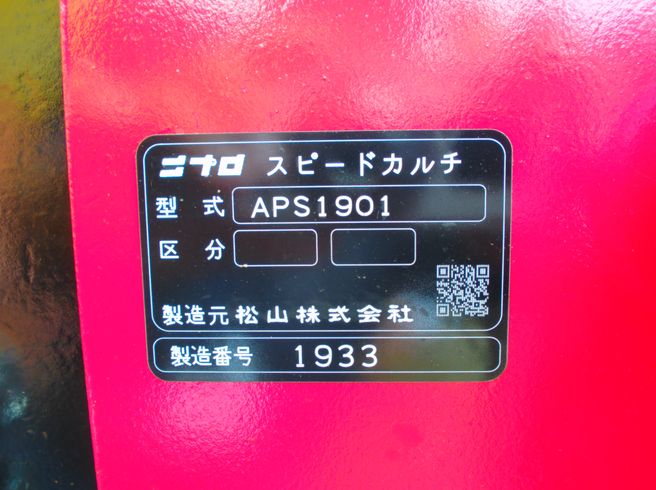 ニプロ スピードカルチ
型式 APS1901
区分
製造元 松山株式会社
製造番号 1933